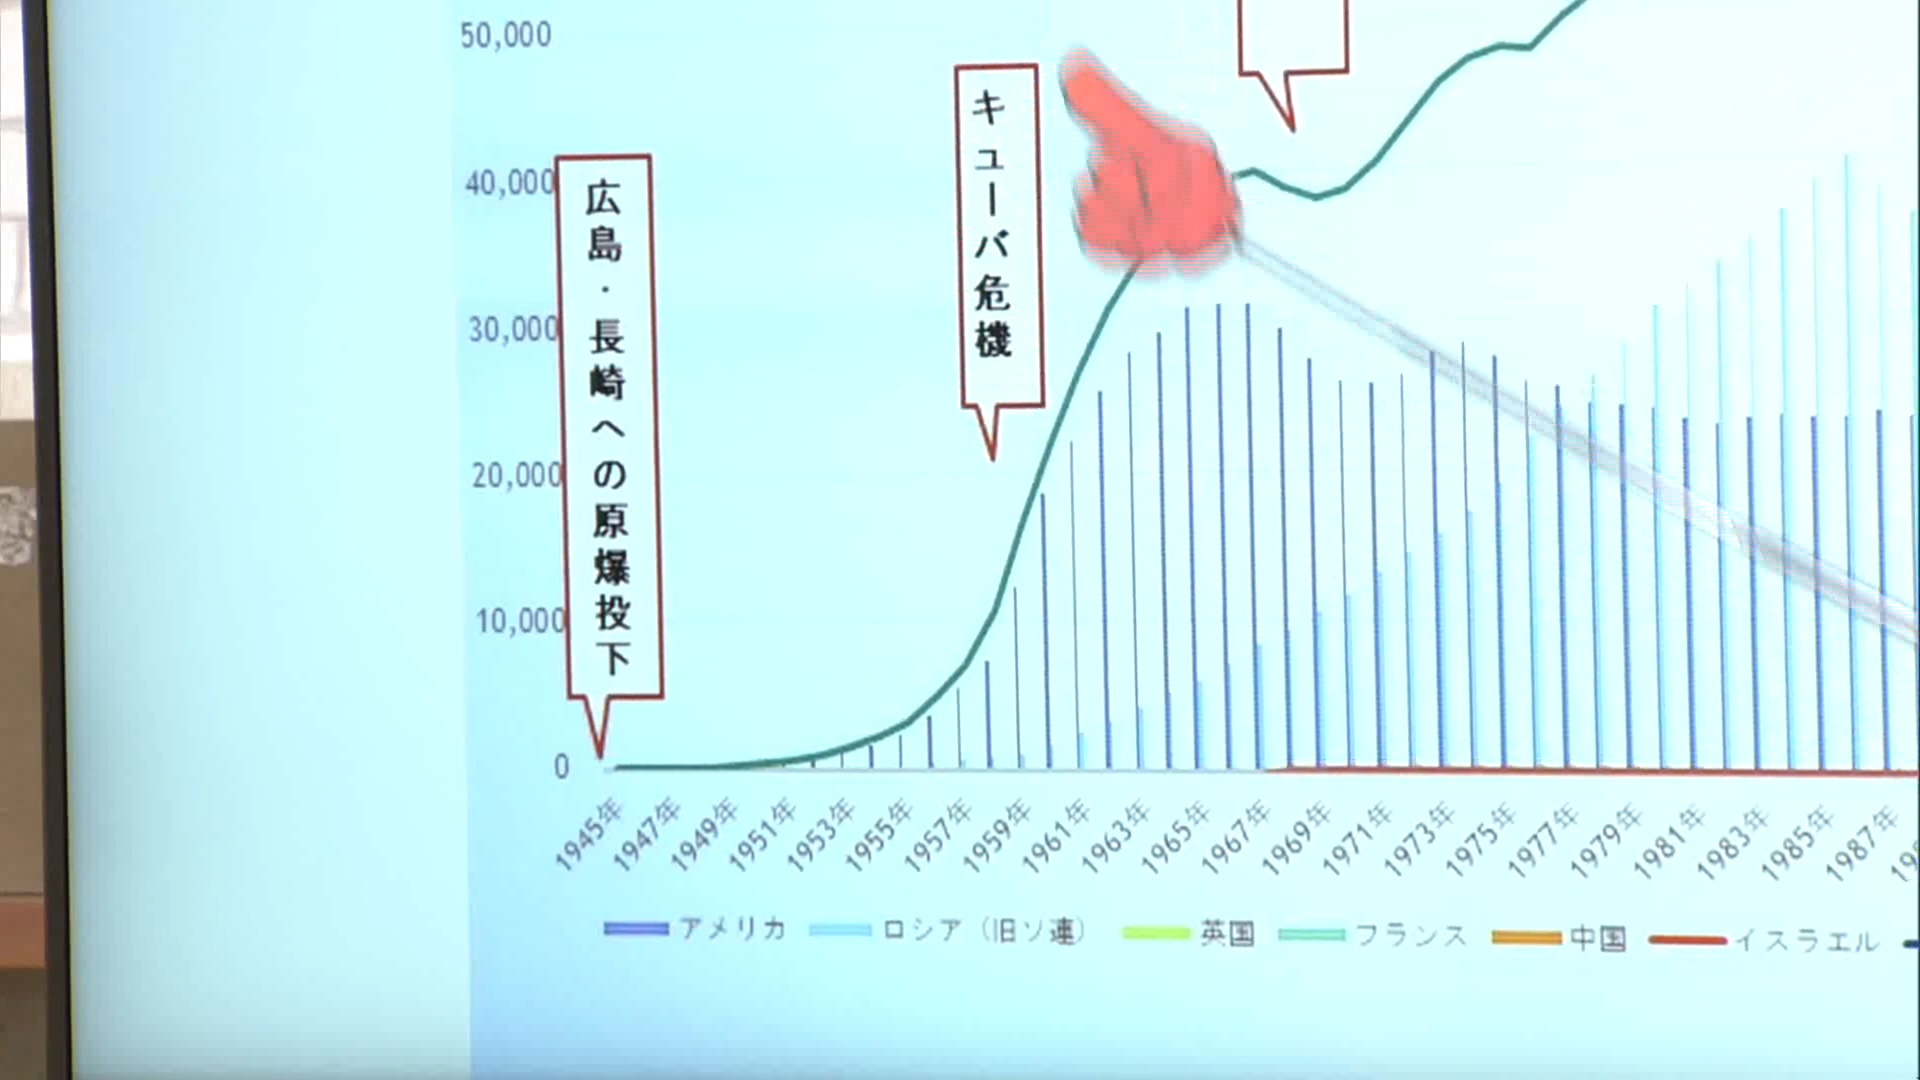 50,000
40,000
30,000
20,000
10,000
0
広島・長崎への原爆投下
キューバ危機
1945年
1947年
1949年
1951年
1953年
1955年
1957年
1959年
1961年
1963年
1965年
1967年
1969年
1971年
1973年
1975年
1977年
1979年
1981年
1983年
1985年
1987年
アメリカ
ロシア（旧ソ連）
英国
フランス
中国
イスラエル